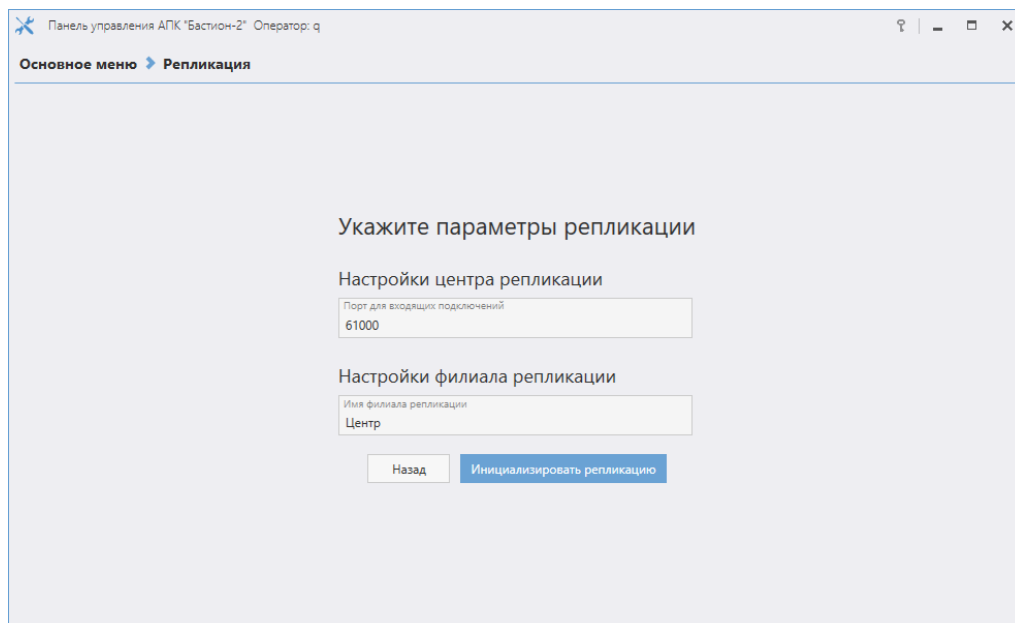 Панель управления АПК "Бастион-2" Оператор: q
Основное меню Репликация
Укажите параметры репликации
Настройки центра репликации
Порт для входящих подключений
61000
Настройки филиала репликации
Имя филиала репликации
Центр
Назад Инициализировать репликацию